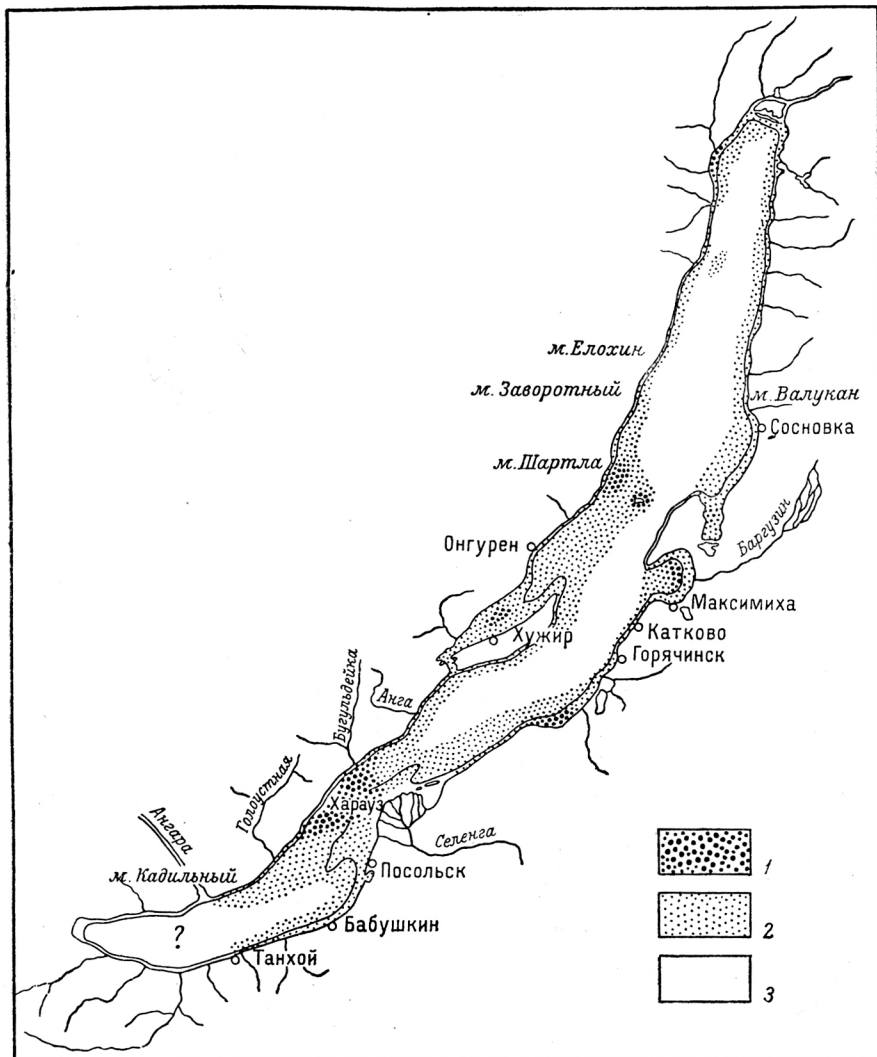 м. Елохин
м. Заворотный
м. Валукан
Сосновка
м. Шартла
Баргузин
Онгурен
Максимиха
Хужир
Катково
Горячинск
Бугульдейка
Анга
Голоустная
Харауз
Ангара
Селенга
м. Кадильный
Посольск
?
Бабушкин
Танхой
1
2
3